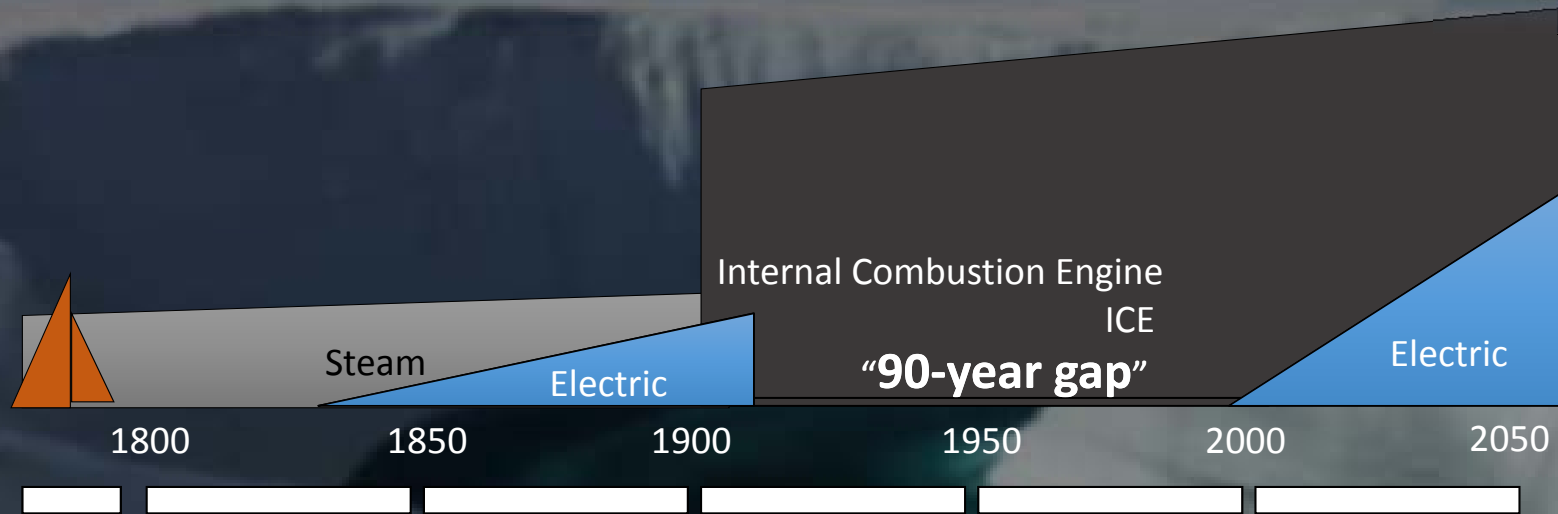 Internal Combustion Engine
ICE
“90-year gap”
Steam
Electric
Electric
1800 1850 1900 1950 2000 2050